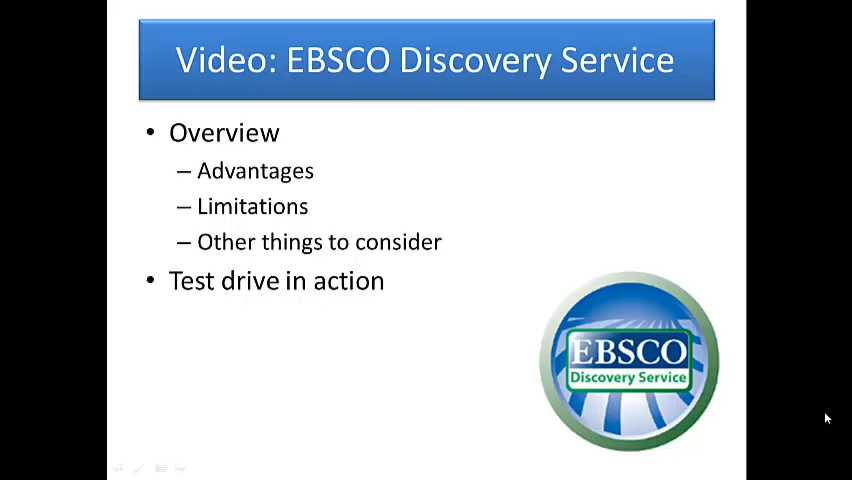 Video: EBSCO Discovery Service
• Overview
– Advantages
– Limitations
– Other things to consider
• Test drive in action
EBSCO
Discovery Service